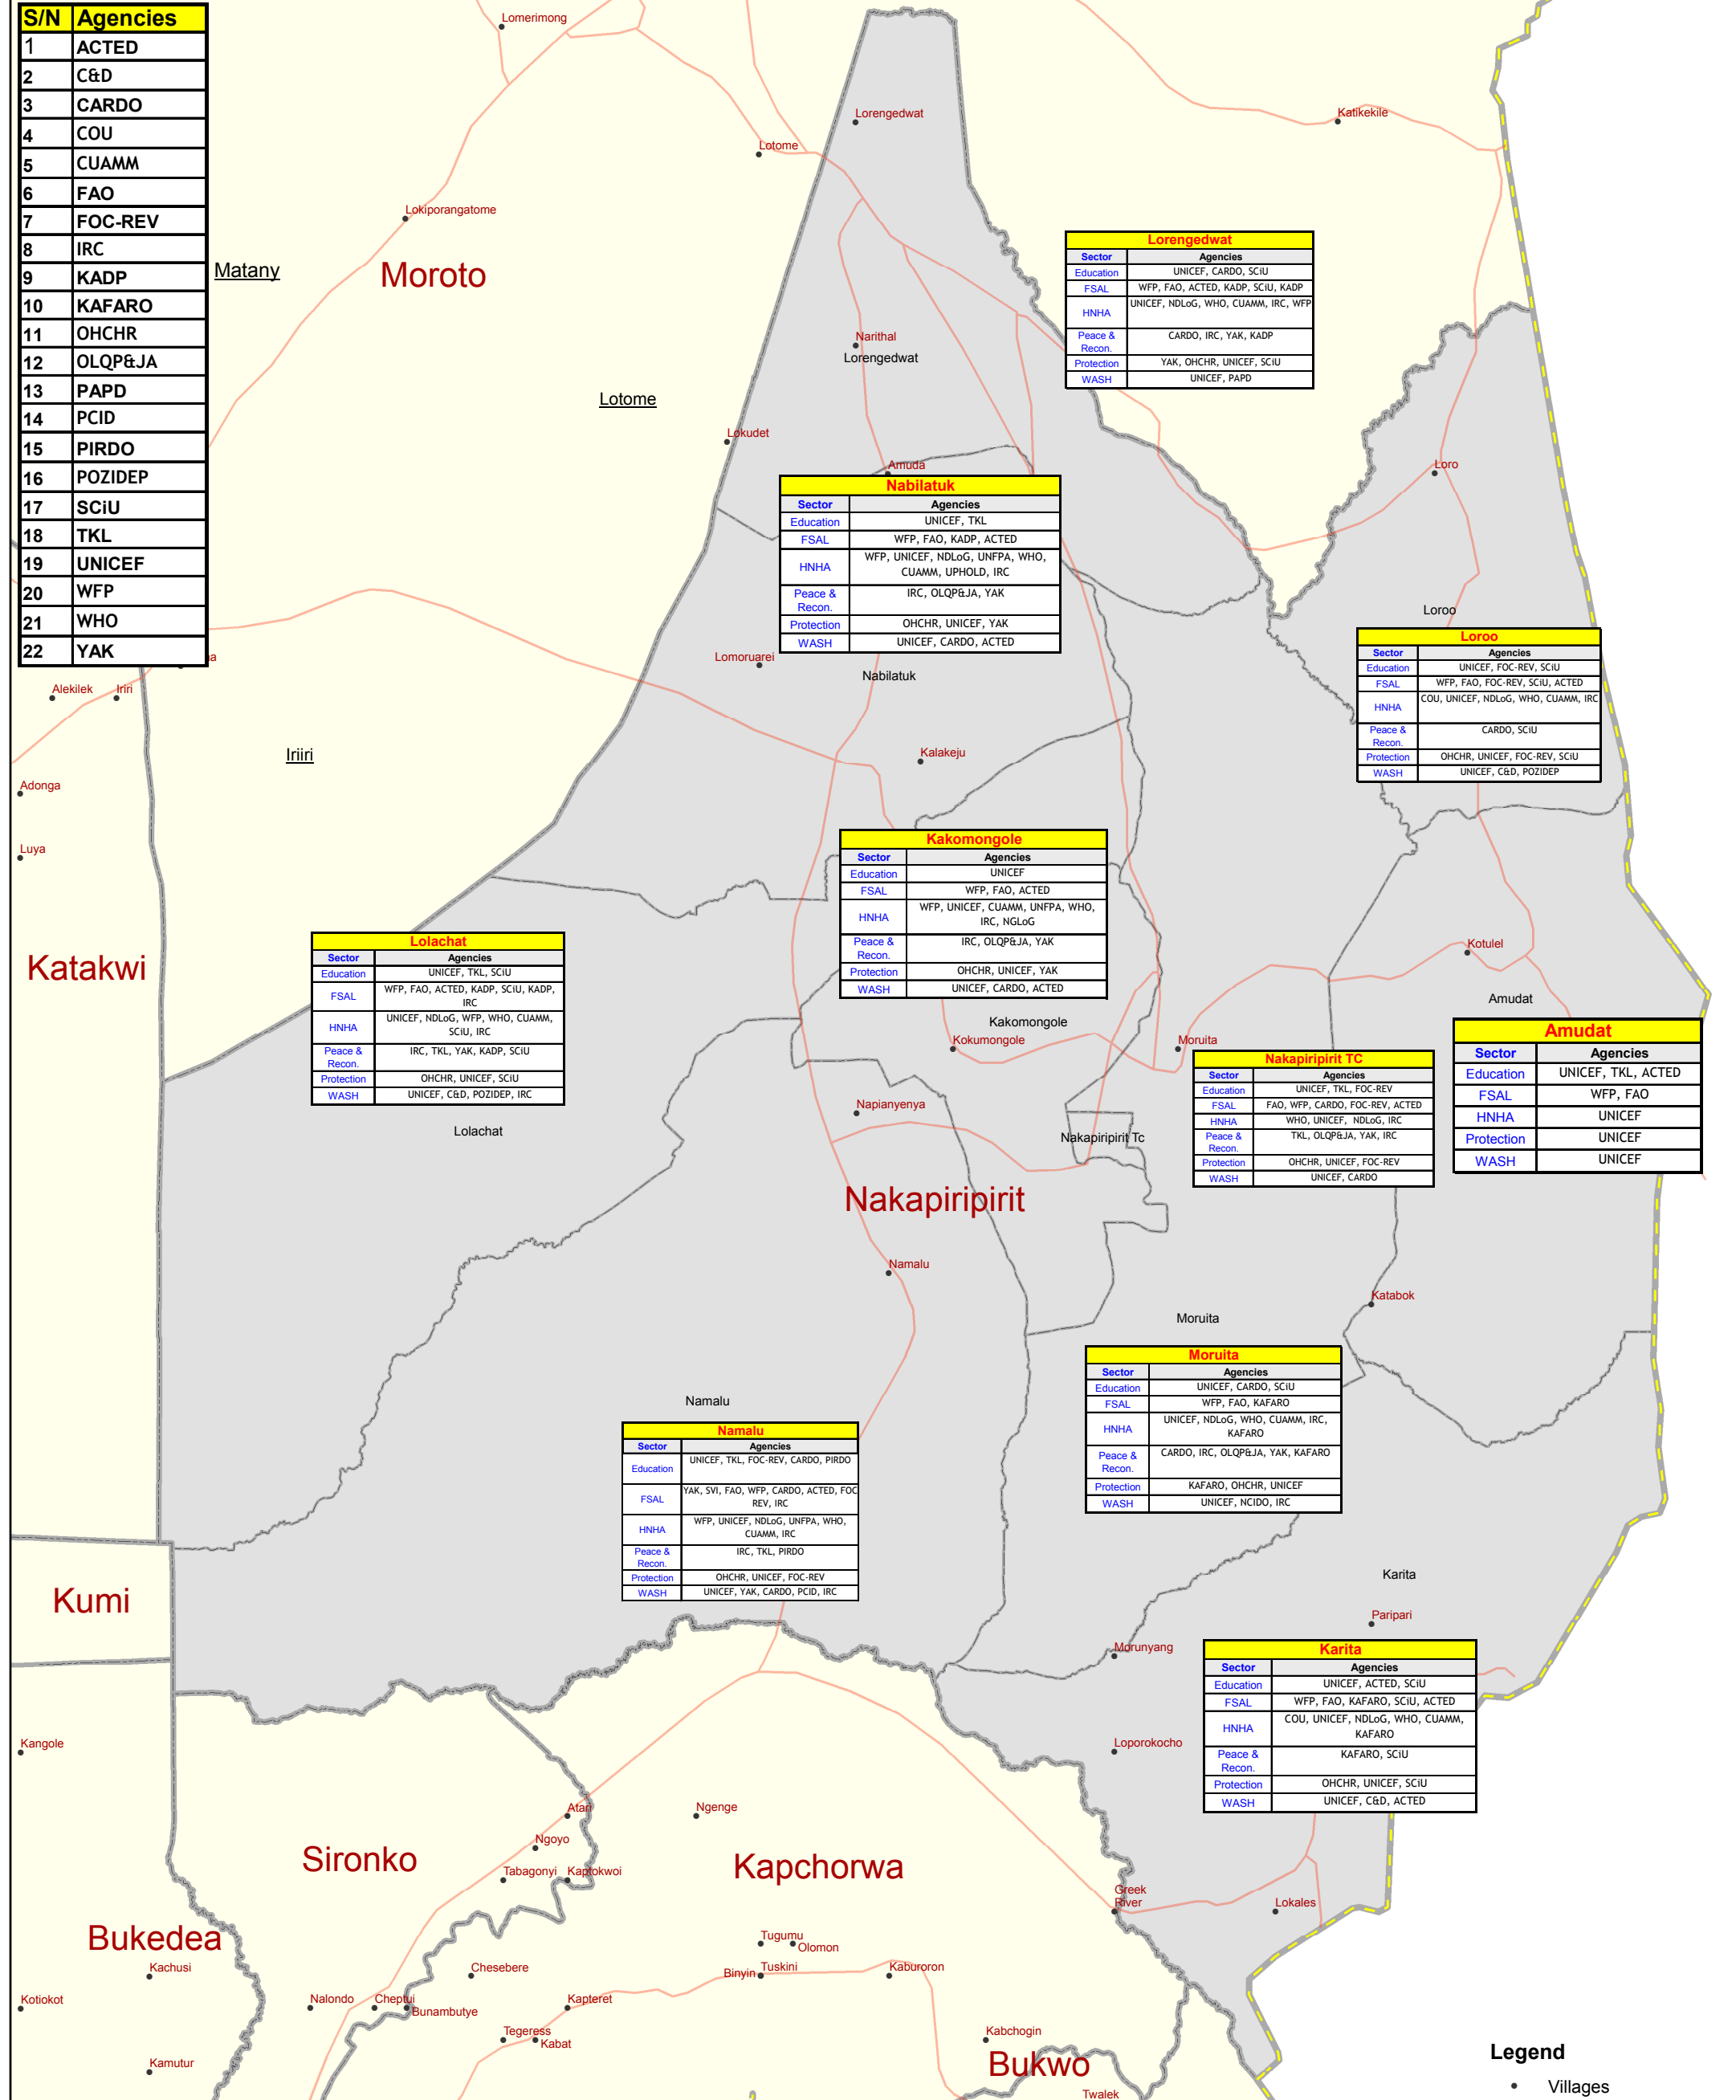 S/N Agencies
1 ACTED
2 C&D
3 CARDO
4 COU
5 CUAMM
6 FAO
7 FOC-REV
8 IRC
9 KADP
10 KAFARO
11 OHCHR
12 OLQP&JA
13 PAPD
14 PCID
15 PIRDO
16 POZIDEP
17 SCiU
18 TKL
19 UNICEF
20 WFP
21 WHO
22 YAK
Lomerimong
Lorengedwat
Katikekile
Lotome
Lokiporangatome
Matany
Moroto
Lorengedwat
Sector Agencies
Education UNICEF, CARDO, SCiU
FSAL WFP, FAO, ACTED, KADP, SCiU, KADP
HNHA UNICEF, NDLoG, WHO, CUAMM, IRC, WFP
Peace & Recon. CARDO, IRC, YAK, KADP
Protection YAK, OHCHR, UNICEF, SCiU
WASH UNICEF, PAPD
Narithal
Lorengedwat
Lotome
Lokudet
Amuda
Loro
Nabilatuk
Sector Agencies
Education UNICEF, TKL
FSAL WFP, FAO, KADP, ACTED
HNHA WFP, UNICEF, NDLoG, UNFPA, WHO,
CUAMM, UPHOLD, IRC
Peace & Recon. IRC, OLQP&JA, YAK
Protection OHCHR, UNICEF, YAK
WASH UNICEF, CARDO, ACTED
Loroo
Loroo
Sector Agencies
Education UNICEF, FOC-REV, SCiU
FSAL WFP, FAO, FOC-REV, SCiU, ACTED
HNHA COU, UNICEF, NDLoG, WHO, CUAMM, IRC
Peace & Recon. CARDO, SCiU
Protection OHCHR, UNICEF, FOC-REV, SCiU
WASH UNICEF, C&D, POZIDEP
Lomoruarei
Nabilatuk
Alekilek
Iriri
Iriiri
Kalakeju
Adonga
Luya
Kakomongole
Sector Agencies
Education UNICEF
FSAL WFP, FAO, ACTED
HNHA WFP, UNICEF, CUAMM, UNFPA, WHO,
IRC, NGLoG
Peace & Recon. IRC, OLQP&JA, YAK
Protection OHCHR, UNICEF, YAK
WASH UNICEF, CARDO, ACTED
Katakwi
Lolachat
Sector Agencies
Education UNICEF, TKL, SCiU
FSAL WFP, FAO, ACTED, KADP, SCiU, KADP,
IRC
HNHA UNICEF, NDLoG, WFP, WHO, CUAMM,
SCiU, IRC
Peace & Recon. IRC, TKL, YAK, KADP, SCiU
Protection OHCHR, UNICEF, SCiU
WASH UNICEF, C&D, POZIDEP, IRC
Lolachat
Kotulel
Amudat
Amudat
Sector Agencies
Education UNICEF, TKL, ACTED
FSAL WFP, FAO
HNHA UNICEF
Protection UNICEF
WASH UNICEF
Kakomongole
Kokumongole
Moruita
Nakapiripirit TC
Sector Agencies
Education UNICEF, TKL, FOC-REV
FSAL FAO, WFP, CARDO, FOC-REV, ACTED
HNHA WHO, UNICEF, NDLoG, IRC
Peace & Recon. TKL, OLQP&JA, YAK, IRC
Protection OHCHR, UNICEF, FOC-REV
WASH UNICEF, CARDO
Napianyenya
Nakapiripirit Tc
Nakapiripirit
Namalu
Katabok
Moruita
Moruita
Sector Agencies
Education UNICEF, CARDO, SCiU
FSAL WFP, FAO, KAFARO
HNHA UNICEF, NDLoG, WHO, CUAMM, IRC,
KAFARO
Peace & Recon. CARDO, IRC, OLQP&JA, YAK, KAFARO
Protection KAFARO, OHCHR, UNICEF
WASH UNICEF, NCIDO, IRC
Namalu
Namalu
Sector Agencies
Education UNICEF, TKL, FOC-REV, CARDO, PIRDO
FSAL YAK, SVI, FAO, WFP, CARDO, ACTED, FOC
REV, IRC
HNHA WFP, UNICEF, NDLoG, UNFPA, WHO,
CUAMM, IRC
Peace & Recon. IRC, TKL, PIRDO
Protection OHCHR, UNICEF, FOC-REV
WASH UNICEF, YAK, CARDO, PCID, IRC
Kumi
Karita
Paripari
Morunyang
Karita
Sector Agencies
Education UNICEF, ACTED, SCiU
FSAL WFP, FAO, KAFARO, SCiU, ACTED
HNHA COU, UNICEF, NDLoG, WHO, CUAMM,
KAFARO
Peace & Recon. KAFARO, SCiU
Protection OHCHR, UNICEF, SCiU
WASH UNICEF, C&D, ACTED
Kangole
Loporokocho
Atari
Ngenge
Ngoyo
Sironko
Tabagonyi
Kaptokwoi
Kapchorwa
Greek
River
Lokales
Bukedea
Tugumu
Olomon
Kachusi
Chesebere
Binyin
Tuskini
Kabuoron
Kotiokot
Nalondo
Cheptui
Bunambutye
Kapteret
Tegeress
Kabat
Kabchogin
Kamutur
Bukwo
Twalek
Legend
Villages